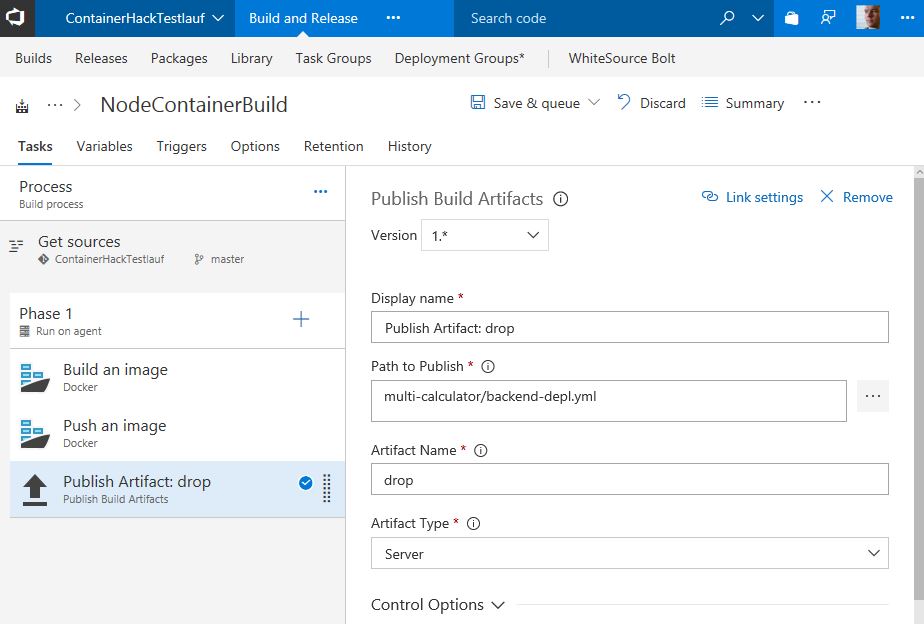 ContainerHackTestlauf
Build and Release
...
Search code
...
Builds
Releases
Packages
Library
Task Groups
Deployment Groups*
WhiteSource Bolt
...
NodeContainerBuild
Save & queue
Discard
Summary
...
Tasks
Variables
Triggers
Options
Retention
History
Process
Build process
...
Get sources
ContainerHackTestlauf
master
Phase 1
Run on agent
Build an image
Docker
Push an image
Docker
Publish Artifact: drop
Publish Build Artifacts
Publish Build Artifacts
Link settings
Remove
Version
1.*
Display name *
Publish Artifact: drop
Path to Publish *
multi-calculator/backend-depl.yml
...
Artifact Name *
drop
Artifact Type *
Server
Control Options